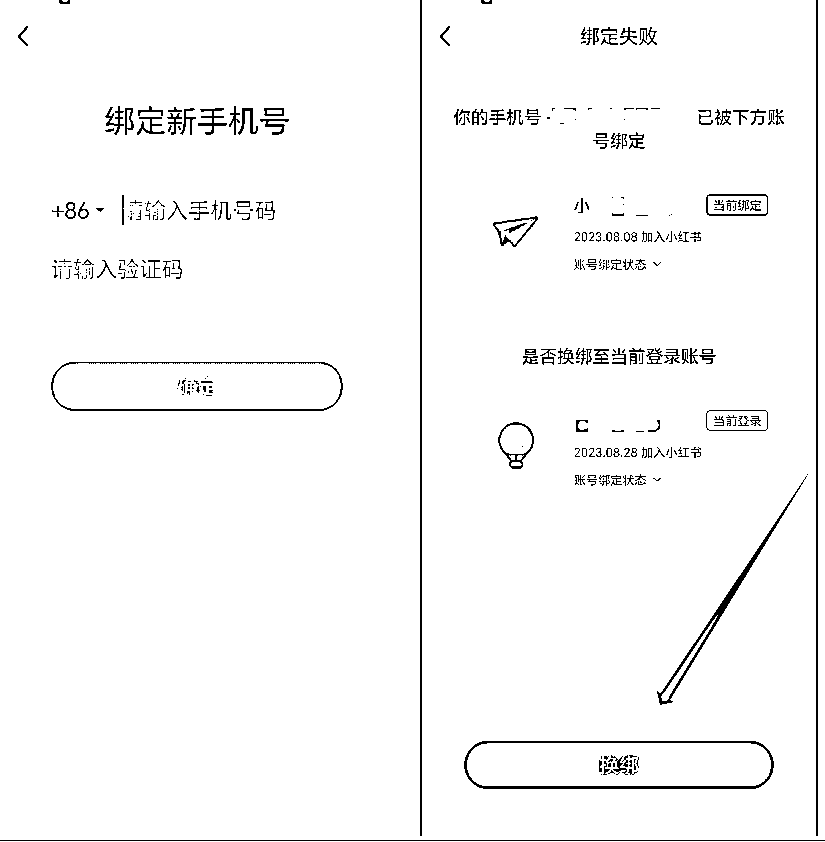 绑定新手机号
+86
请输入手机号码
请输入验证码
确定
绑定失败
你的手机号 已被下方账
号绑定
小
当前绑定
2023.08.08 加入小红书
账号绑定状态
是否换绑至当前登录账号
当前登录
2023.08.28 加入小红书
账号绑定状态
换绑